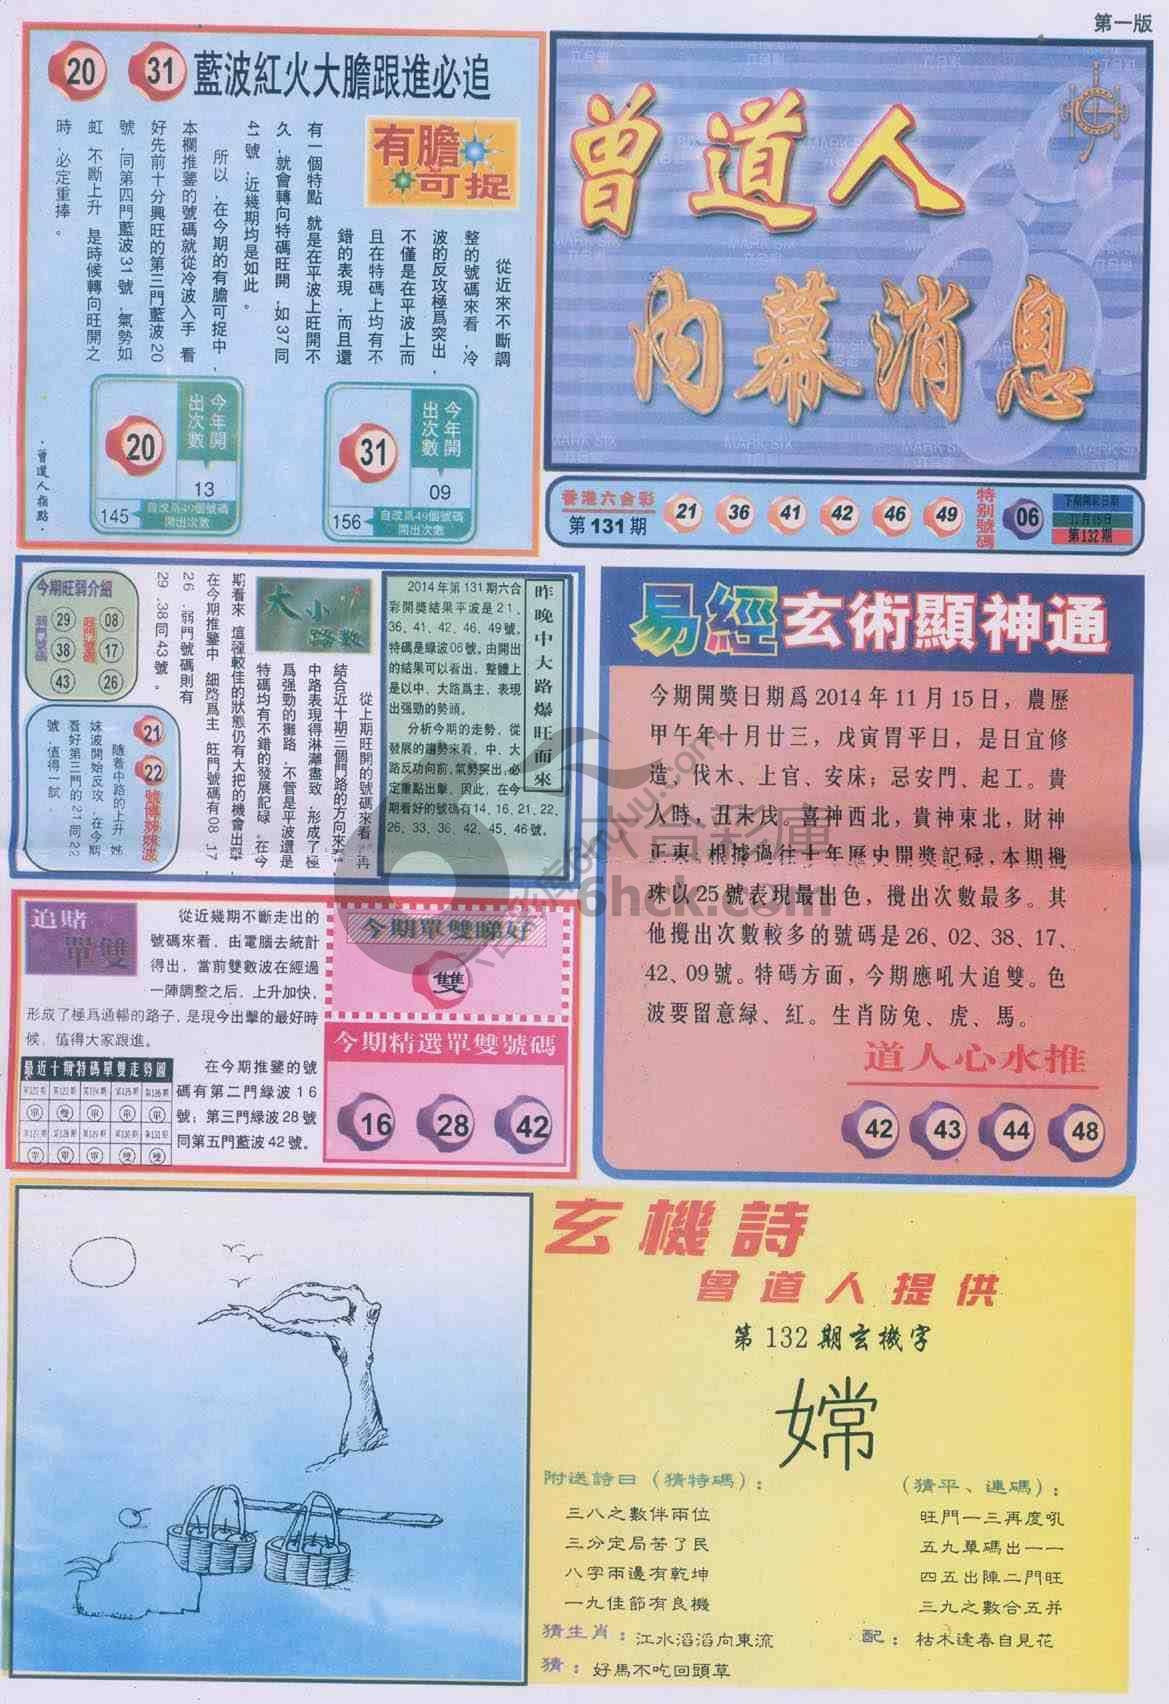 第一版
20 31 藍波紅火大膽跟進必追
有膽可捉
從近來不斷調
整的號碼來看,冷
波的反攻極爲突出,
不僅是在平波上而
且在特碼上均有不
錯的表現,而且還
有一個特點,就是在平波上旺開不
久,就會轉向特碼旺開,如37同
41號,近幾期均是如此。
所以,在今期的有膽可捉中,
本欄推鑒的號碼就從冷波入手,看
好先前十分興旺的第三門藍波20
號,同第四門藍波31號,氣勢如
虹,不斷上升,是時候轉向旺開之
時,必定重捧。
31
今年開出次數
09
156
自改爲49個號碼開出次數
20
今年開出次數
13
145
自改爲49個號碼開出次數
·曾道人指點·
曾道人
内幕消息
香港六合彩
第131期
21 36 41 42 46 49
特别號碼
06
下期開彩日期
11月15日
第132期
昨晚中大路爆旺而來
2014年第131期六合
彩開獎結果平波是21、
36、41、42、46、49號,
特碼是綠波06號。由開出
的結果可以看出,整體上
是以中、大路爲主,表現
出强勁的勢頭。
分析今期的走勢,從
發展的趨勢來看,中、大
路反功向前,氣勢突出,必
定重點出擊。因此,在今
期看好的號碼有14、16、21、22、
26、33、36、42、45、46號。
大小路數
從上期旺開的號碼來看,再
結合近十期三個門路的方向來
中路表現得淋灕盡致,形成了極
爲强勁的攤路,不管是平波還是
特碼均有不錯的發展記碌。在今
期看來,這種較佳的狀態仍有大把的機會出擊
在今期推鑒中,細路爲主,旺門號碼有08、17、
26,弱門號碼則有
29、38同43號。
今期旺弱介紹
29 08
38 17
43 26
21
22
隨着中路的上升,姊
妹波開始反攻,在今期
看好第三門的21同22
號,值得一試。
易經玄術顯神通
今期開獎日期爲2014年11月15日,農歷
甲午年十月廿三,戊寅胃平日,是日宜修
造、伐木、上官、安床;忌安門、起工。貴
人時,丑未戌。喜神西北,貴神東北,財神
正東,根據過往十年歷史開獎記碌,本期攪
珠以25號表現最出色,攪出次數最多。其
他攪出次數較多的號碼是26、02、38、17、
42、09號。特碼方面,今期應吼大追雙。色
波要留意緑、紅。生肖防兔、虎、馬。
道人心水推
42 43 44 48
追賭單雙
從近幾期不斷走出的
號碼來看,由電腦去統計
得出,當前雙數波在經過
一陣調整之后,上升加快,
形成了極爲通暢的路子,是現今出擊的最好時
候,值得大家跟進。
在今期推鑒的號
碼有第二門綠波16
號;第三門綠波28號
同第五門藍波42號。
最近十期特碼單雙走勢圖
今期單雙睇好
雙
今期精選單雙號碼
16 28 42
玄機詩
曾道人提供
第132期玄機字
嫦
附送詩曰(猜特碼):
三八之數伴兩位
三分定局苦了民
八字兩邊有乾坤
一九佳節有良機
(猜平、連碼):
旺門一三再度吼
五九單碼出一一
四五出陣二門旺
三九之數合五并
猜生肖:江水滔滔向東流
配:枯木逢春自見花
猜:好馬不吃回頭草
六合彩庫
6hck.com